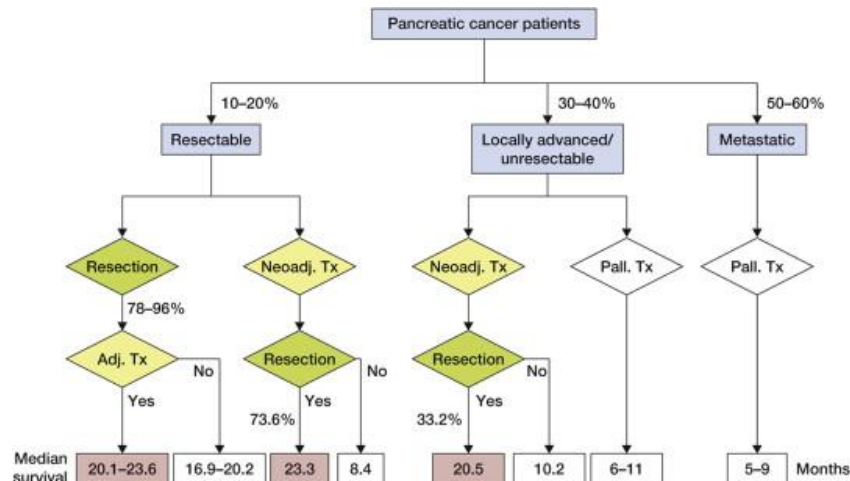 Pancreatic cancer patients
10–20%
30–40%
50–60%
Resectable
Locally advanced/
unresectable
Metastatic
Resection
Neoadj. Tx
Neoadj. Tx
Pall. Tx
Pall. Tx
78–96%
Adj. Tx
No
Resection
No
Resection
No
Yes
73.6%
Yes
33.2%
Yes
Median
survival
20.1–23.6
16.9–20.2
23.3
8.4
20.5
10.2
6–11
5–9
Months